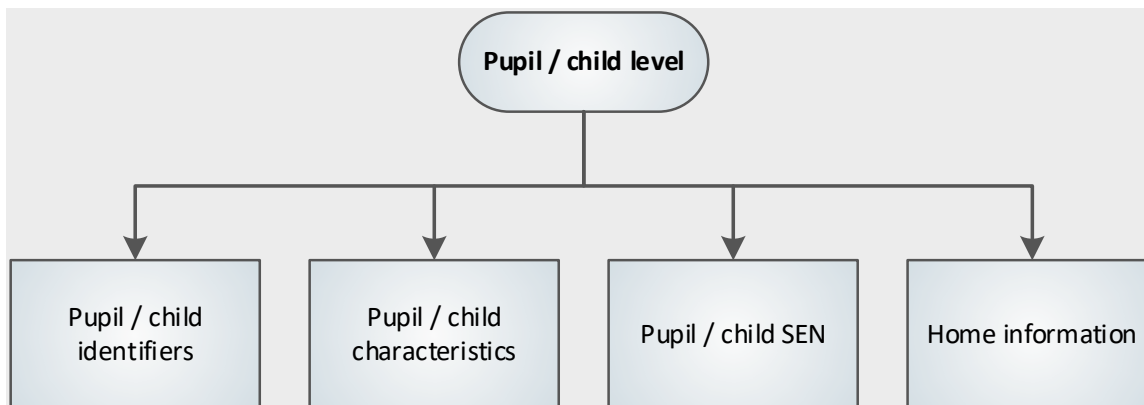 Pupil / child level
Pupil / child
identifiers
Pupil / child
characteristics
Pupil / child SEN
Home information